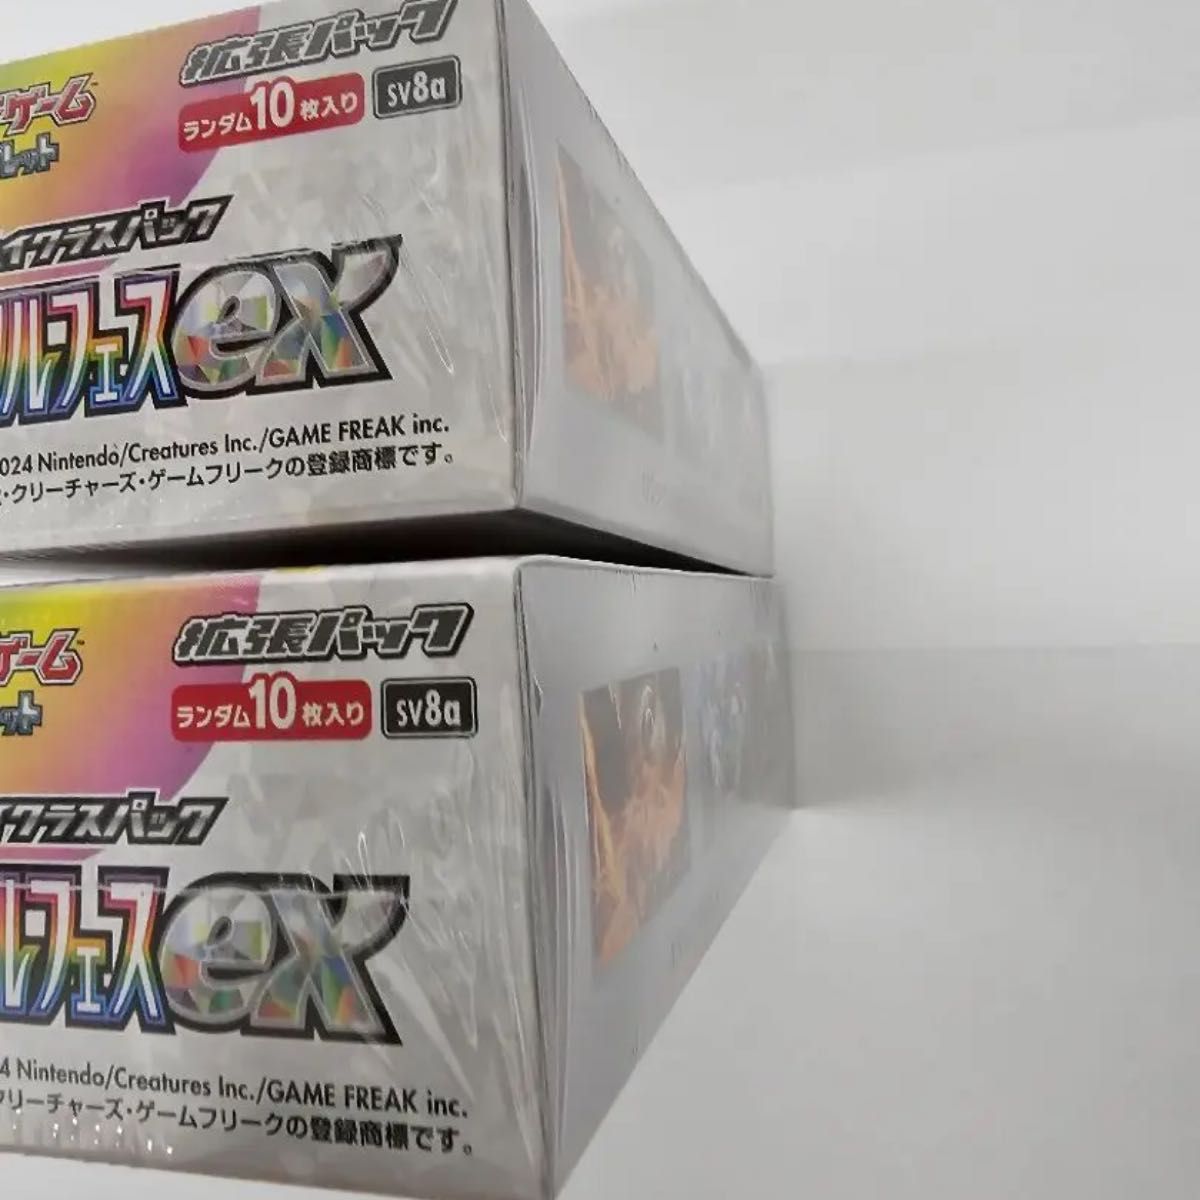 拡張パック
ーゲーム
ランダム10枚入り sv8a
レット
イクラスパック
ルフェスex
024 Nintendo/Creatures Inc./GAME FREAK inc.
・クリーチャーズ・ゲームフリークの登録商標です。
拡張パック
ゲーム
ランダム10枚入り sv8a
ット
イクラスパック
ルフェスex
4 Nintendo/Creatures Inc./GAME FREAK inc.
クリーチャーズ・ゲームフリークの登録商標です。